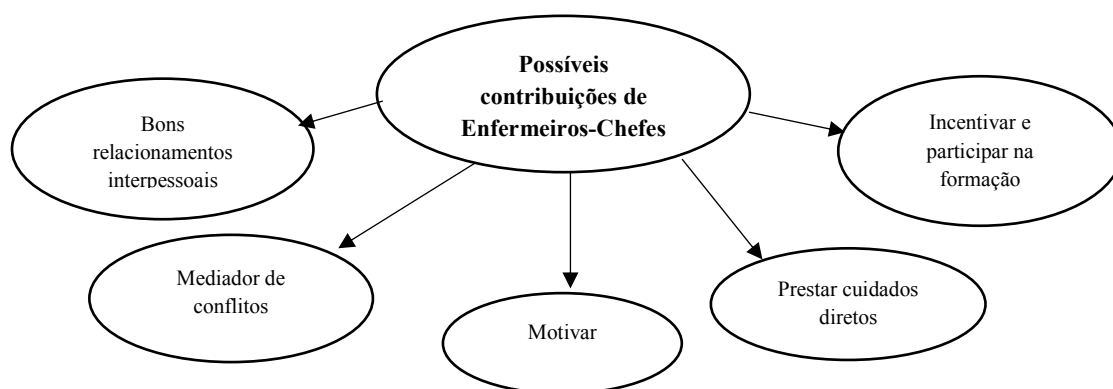 Possíveis
contribuições de
Enfermeiros-Chefes
Bons
relacionamentos
interpessoais
Incentivar e
participar na
formação
Mediador de
conflitos
Motivar
Prestar cuidados
diretos